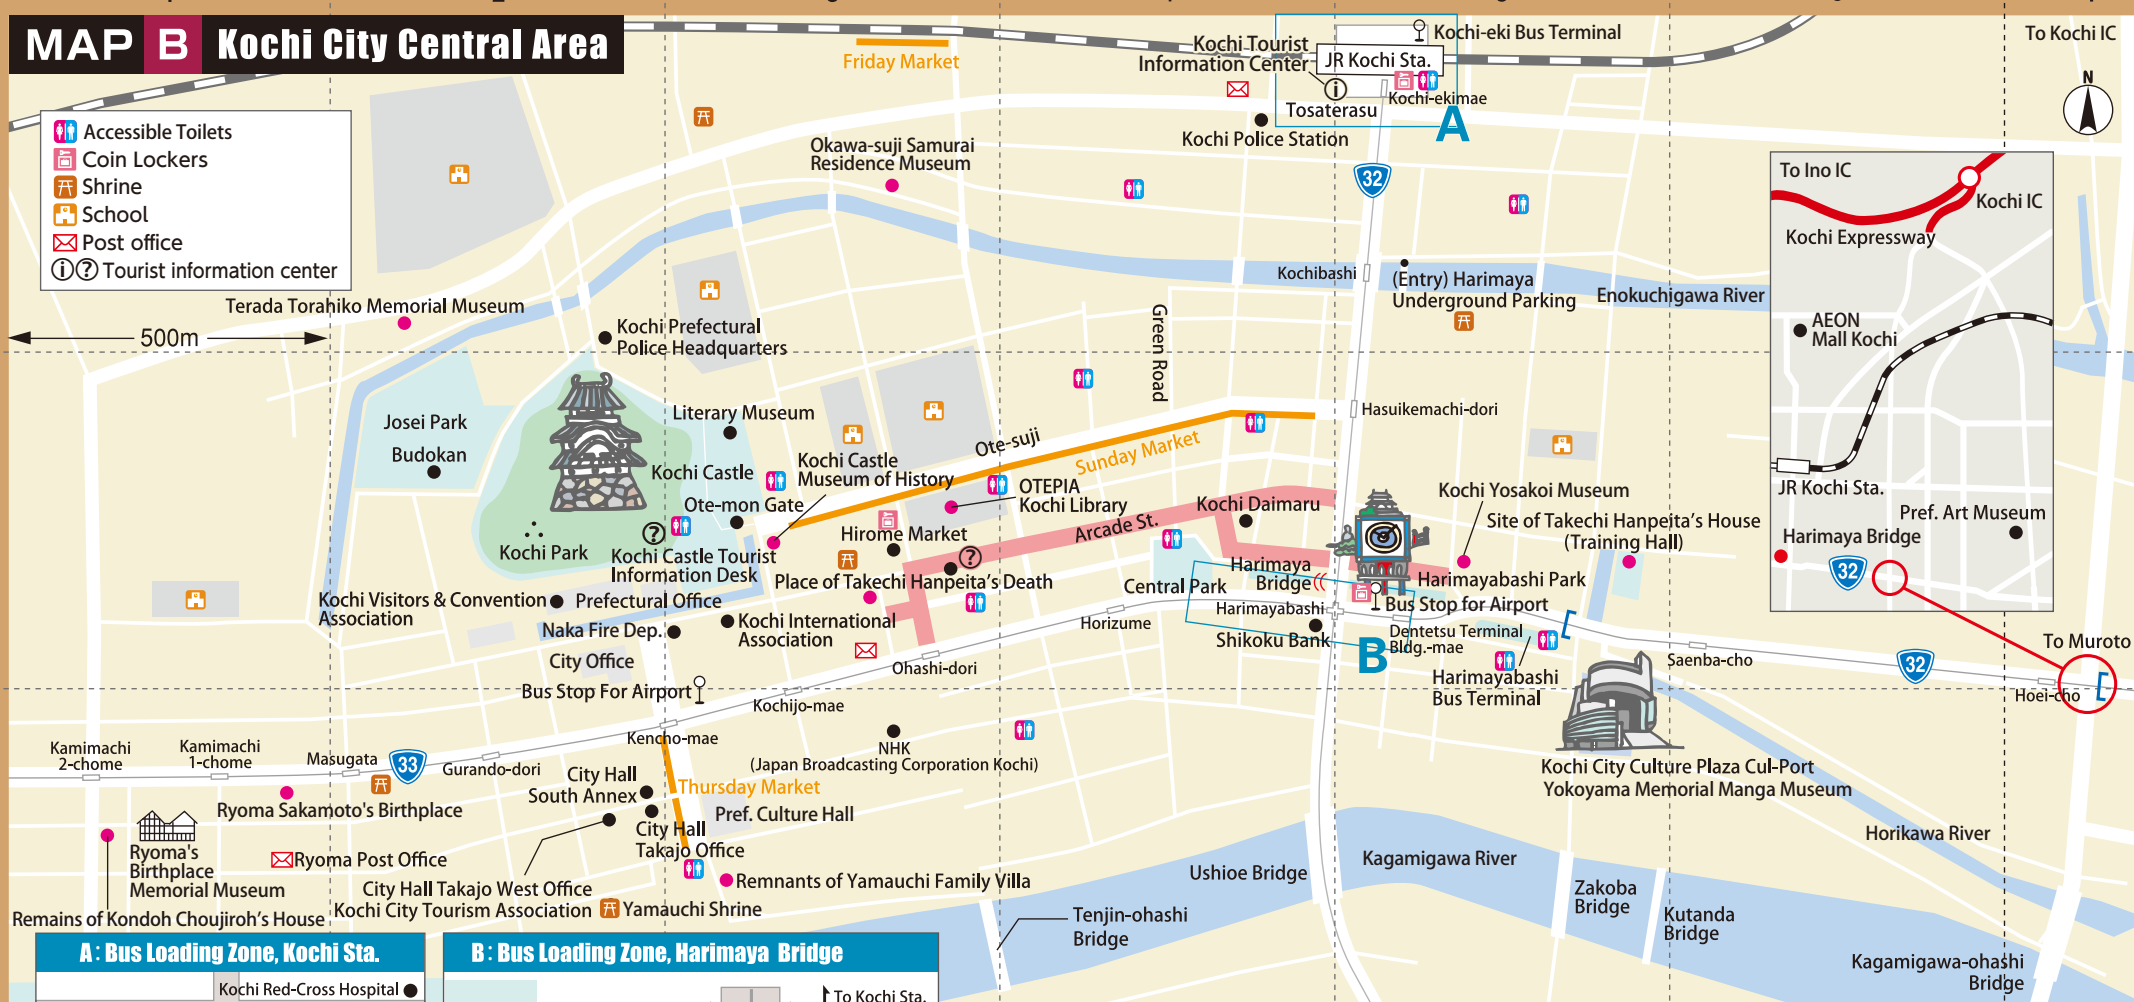 MAP B Kochi City Central Area
Accessible Toilets
Coin Lockers
Shrine
School
Post office
Tourist information center
500m
Friday Market
Kochi Tourist
Information Center
JR Kochi Sta.
Kochi-eki Bus Terminal
Kochi-ekimae
Tosaterasu
A
Kochi Police Station
To Kochi IC
N
Okawa-suji Samurai
Residence Museum
32
To Ino IC
Kochi IC
Kochi Expressway
AEON
Mall Kochi
JR Kochi Sta.
Pref. Art Museum
Harimaya Bridge
32
Terada Torahiko Memorial Museum
Kochi Prefectural
Police Headquarters
Kochibashi
(Entry) Harimaya
Underground Parking
Enokuchigawa River
Green Road
Josei Park
Budokan
Literary Museum
Kochi Castle
Ote-mon Gate
Kochi Castle
Museum of History
Ote-suji
Sunday Market
Hasuikemachi-dori
OTEPIA
Kochi Library
Kochi Daimaru
Arcade St.
Hirome Market
Kochi Yosakoi Museum
Site of Takechi Hanpeita's House
(Training Hall)
Kochi Park
Kochi Castle Tourist
Information Desk
Place of Takechi Hanpeita's Death
Central Park
Harimaya
Bridge
Harimayabashi Park
Bus Stop for Airport
Kochi Visitors & Convention
Association
Prefectural Office
Naka Fire Dep.
Kochi International
Association
City Office
Horizume
Harimayabashi
Shikoku Bank
B
Dentetsu Terminal
Bldg.-mae
Harimayabashi
Bus Terminal
Saenba-cho
32
To Muroto
Hoei-cho
Ohashi-dori
Bus Stop For Airport
Kochijo-mae
Kencho-mae
NHK
(Japan Broadcasting Corporation Kochi)
Kamimachi
2-chome
Kamimachi
1-chome
Masugata
33
Gurando-dori
City Hall
South Annex
Thursday Market
Pref. Culture Hall
City Hall
Takajo Office
Ryoma Sakamoto's Birthplace
Ryoma's
Birthplace
Memorial Museum
Ryoma Post Office
Remains of Kondoh Choujiroh's House
City Hall Takajo West Office
Kochi City Tourism Association
Yamauchi Shrine
Remnants of Yamauchi Family Villa
Kochi City Culture Plaza Cul-Port
Yokoyama Memorial Manga Museum
Horikawa River
Kagamigawa River
Ushioe Bridge
Tenjin-ohashi
Bridge
Zakoba
Bridge
Kutanda
Bridge
Kagamigawa-ohashi
Bridge
A : Bus Loading Zone, Kochi Sta.
Kochi Red-Cross Hospital
B : Bus Loading Zone, Harimaya Bridge
To Kochi Sta.